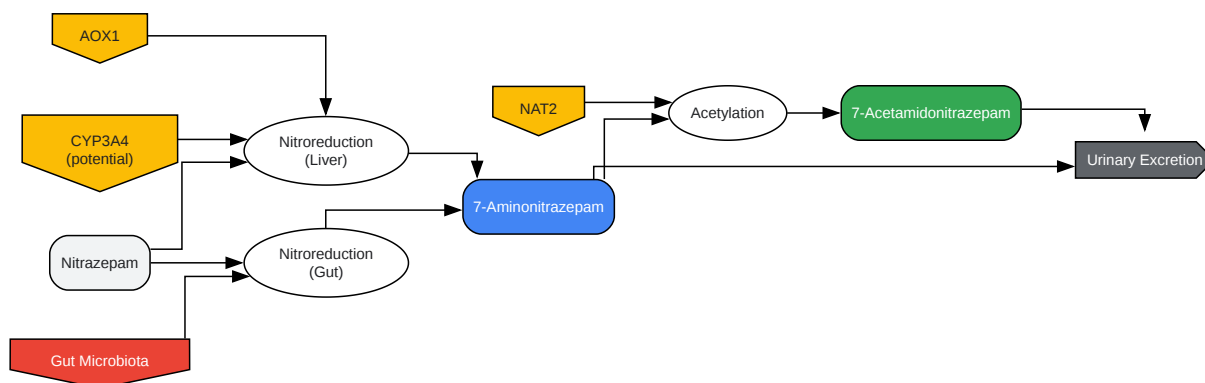 AOX1
CYP3A4
(potential)
Nitrazepam
Gut Microbiota
Nitroreduction
(Liver)
Nitroreduction
(Gut)
7-Aminonitrazepam
NAT2
Acetylation
7-Acetamidonitrazepam
Urinary Excretion